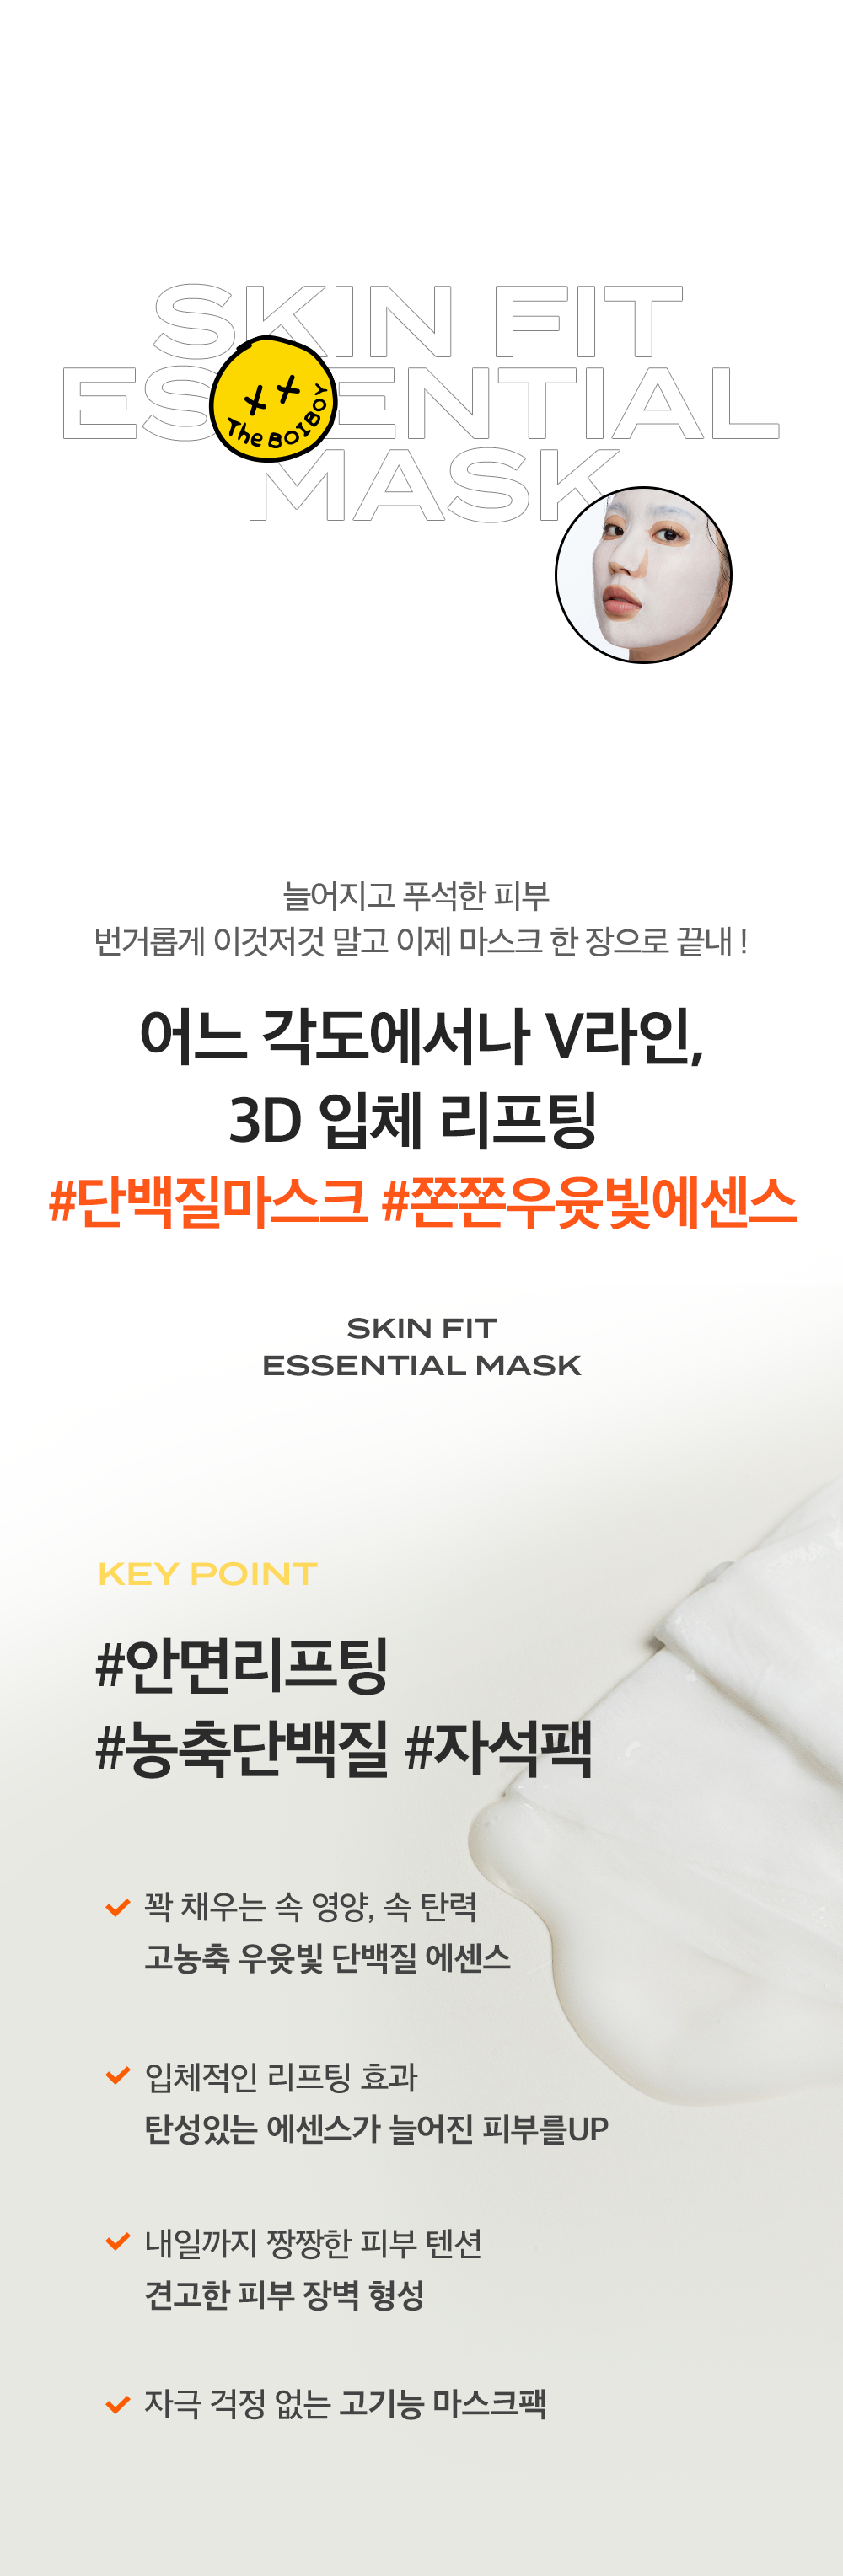 SKIN FIT
ESSENTIAL
MASK
The BOIBOY
늘어지고 푸석한 피부
번거롭게 이것저것 말고 이제 마스크 한 장으로 끝내 !
어느 각도에서나 V라인,
3D 입체 리프팅
#단백질마스크 #쫀쫀우윳빛에센스
SKIN FIT
ESSENTIAL MASK
KEY POINT
#안면리프팅
#농축단백질 #자석팩
꽉 채우는 속 영양, 속 탄력
고농축 우윳빛 단백질 에센스
입체적인 리프팅 효과
탄성있는 에센스가 늘어진 피부를UP
내일까지 짱짱한 피부 텐션
견고한 피부 장벽 형성
자극 걱정 없는 고기능 마스크팩